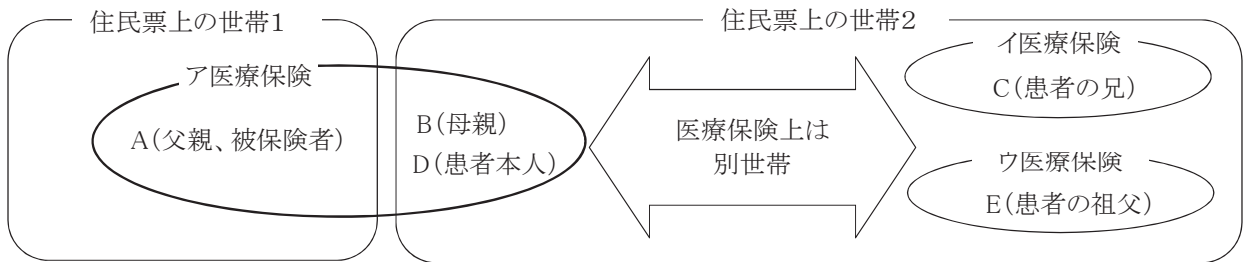 住民票上の世帯1
住民票上の世帯2
ア医療保険
A(父親、被保険者)
B(母親)
D(患者本人)
医療保険上は
別世帯
イ医療保険
C(患者の兄)
ウ医療保険
E(患者の祖父)